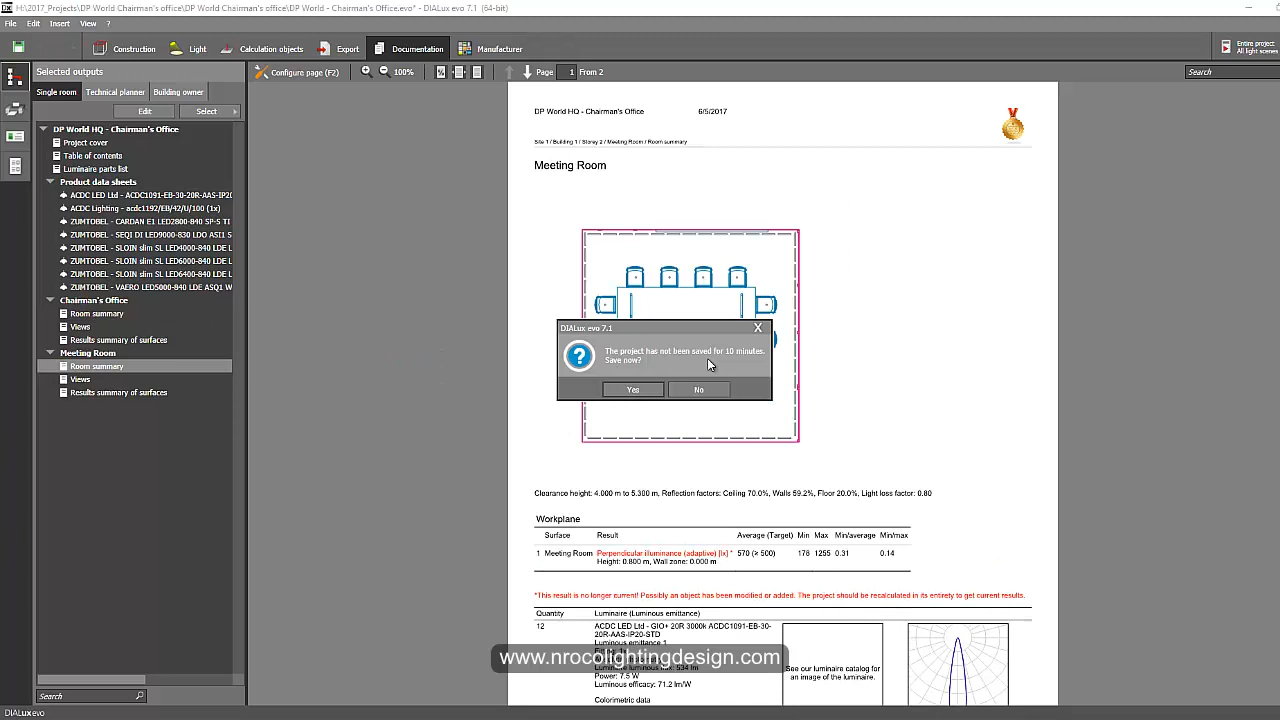 H:\2017_Projects\DP World Chairman's office\DP World Chairman's office\DP World - Chairman's Office.evo* - DIALux evo 7.1 (64-bit)
File Edit Insert View ?
Construction Light Calculation objects Export Documentation Manufacturer
Entire project
All light scenes
Selected outputs
Configure page (F2) 100% Page 1 From 2
Search
Single room Technical planner Building owner
Edit Select
DP World HQ - Chairman's Office
Project cover
Table of contents
Luminaire parts list
Product data sheets
ACDC LED Ltd - ACDC1091-EB-30-20R-AAS-IP20
ACDC Lighting - acdc1192/EB/42/U/100 (1x)
ZUMTOBEL - CARDAN E1 LED2800-840 SP-S TI
ZUMTOBEL - SEQ1 DI LED9000-830 LDO ASI1 S
ZUMTOBEL - SLOIN slim SL LED4000-840 LDE L
ZUMTOBEL - SLOIN slim SL LED6000-840 LDE L
ZUMTOBEL - SLOIN slim SL LED6400-840 LDE L
ZUMTOBEL - VAERO LED5000-840 LDE ASQ1 W
Chairman's Office
Room summary
Views
Results summary of surfaces
Meeting Room
Room summary
Views
Results summary of surfaces
Search
DIALux evo
DP World HQ - Chairman's Office 6/5/2017
Site 1 / Building 1 / Storey 2 / Meeting Room / Room summary
Meeting Room
DIALux evo 7.1 X
The project has not been saved for 10 minutes.
Save now?
Yes No
Clearance height: 4.000 m to 5.300 m, Reflection factors: Ceiling 70.0%, Walls 59.2%, Floor 20.0%, Light loss factor: 0.80
Workplane
Surface Result Average (Target) Min Max Min/average Min/max
1 Meeting Room Perpendicular illuminance (adaptive) [lx] * 570 (≥ 500) 178 1255 0.31 0.14
Height: 0.800 m, Wall zone: 0.000 m
*This result is no longer current! Possibly an object has been modified or added. The project should be recalculated in its entirety to get current results.
Quantity Luminaire (Luminous emittance)
12 ACDC LED Ltd - GIO+ 20R 3000k ACDC1091-EB-30-
20R-AAS-IP20-STD
Luminous emittance 1
www.nrocolightingdesign.com
Power: 7.5 W
Luminous efficacy: 71.2 lm/W
Colorimetric data
See our luminaire catalog for
an image of the luminaire.